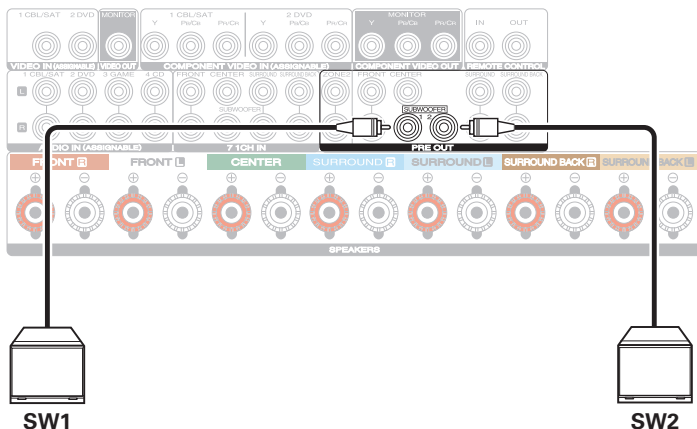 1 CBL/SAT 2 DVD MONITOR 1 CBL/SAT 2 DVD MONITOR
Y PB/CB PR/CR Y PB/CB PR/CR Y PB/CB PR/CR IN OUT
VIDEO IN (ASSIGNABLE) VIDEO OUT COMPONENT VIDEO IN (ASSIGNABLE) COMPONENT VIDEO OUT REMOTE CONTROL
1 CBL/SAT 2 DVD 3 GAME 4 CD FRONT CENTER SURROUND SURROUND BACK ZONE2 FRONT CENTER SURROUND SURROUND BACK
L
SUBWOOFER SUBWOOFER
R 1 2
AUDIO IN (ASSIGNABLE) 7 1CH IN PRE OUT
FRONT R FRONT L CENTER SURROUND R SURROUND L SURROUND BACK R SURROUND BACK L
SPEAKERS
SW1 SW2